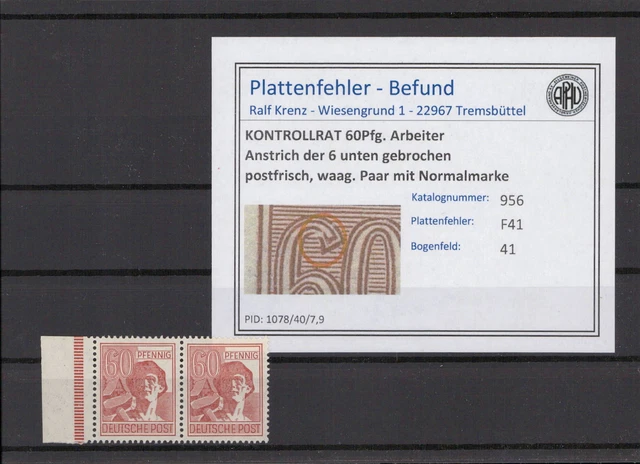 Plattenfehler - Befund
Ralf Krenz - Wiesengrund 1 - 22967 Tremsbüttel
KONTROLLRAT 60Pfg. Arbeiter
Anstrich der 6 unten gebrochen
postfrisch, waag. Paar mit Normalmarke
Katalognummer: 956
Plattenfehler: F41
Bogenfeld: 41
60
PID: 1078/40/7,9
60 PFENNIG 60 PFENNIG
DEUTSCHE POST DEUTSCHE POST